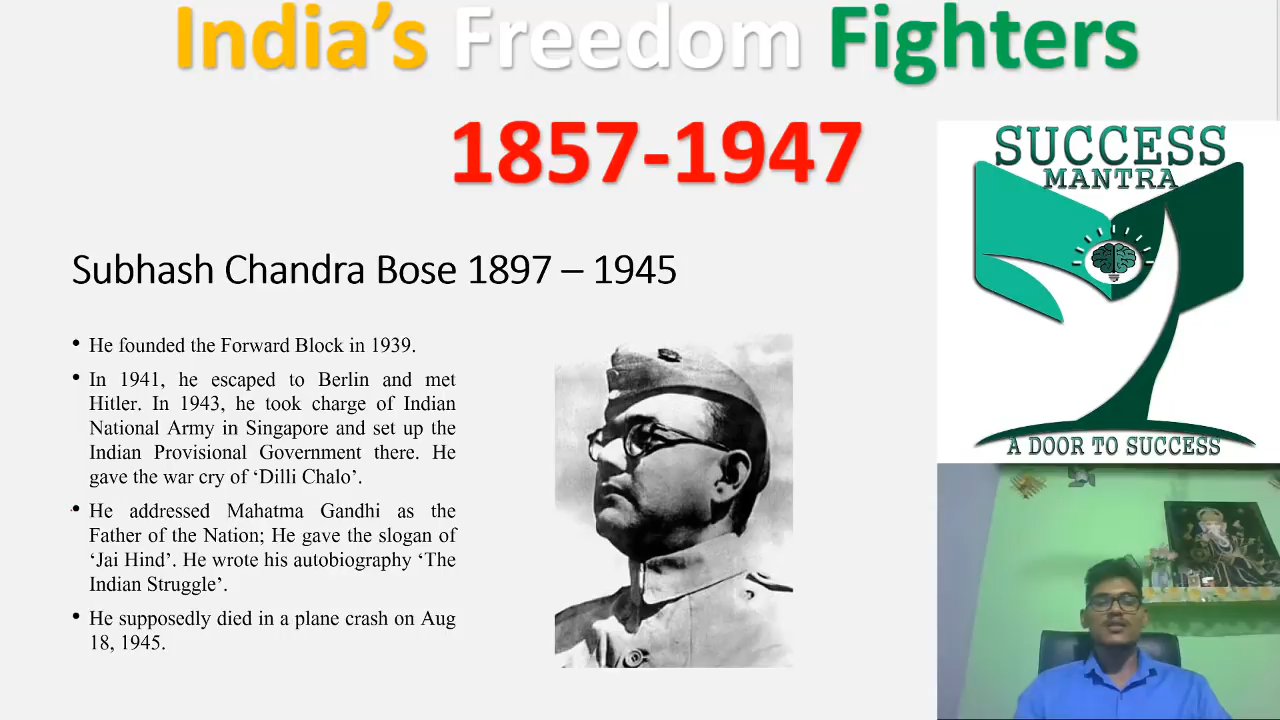 India’s Freedom Fighters
1857-1947
SUCCESS
MANTRA
Subhash Chandra Bose 1897 – 1945
• He founded the Forward Block in 1939.
• In 1941, he escaped to Berlin and met
Hitler. In 1943, he took charge of Indian
National Army in Singapore and set up the
Indian Provisional Government there. He
gave the war cry of ‘Dilli Chalo’.
• He addressed Mahatma Gandhi as the
Father of the Nation; He gave the slogan of
‘Jai Hind’. He wrote his autobiography ‘The
Indian Struggle’.
• He supposedly died in a plane crash on Aug
18, 1945.
A DOOR TO SUCCESS